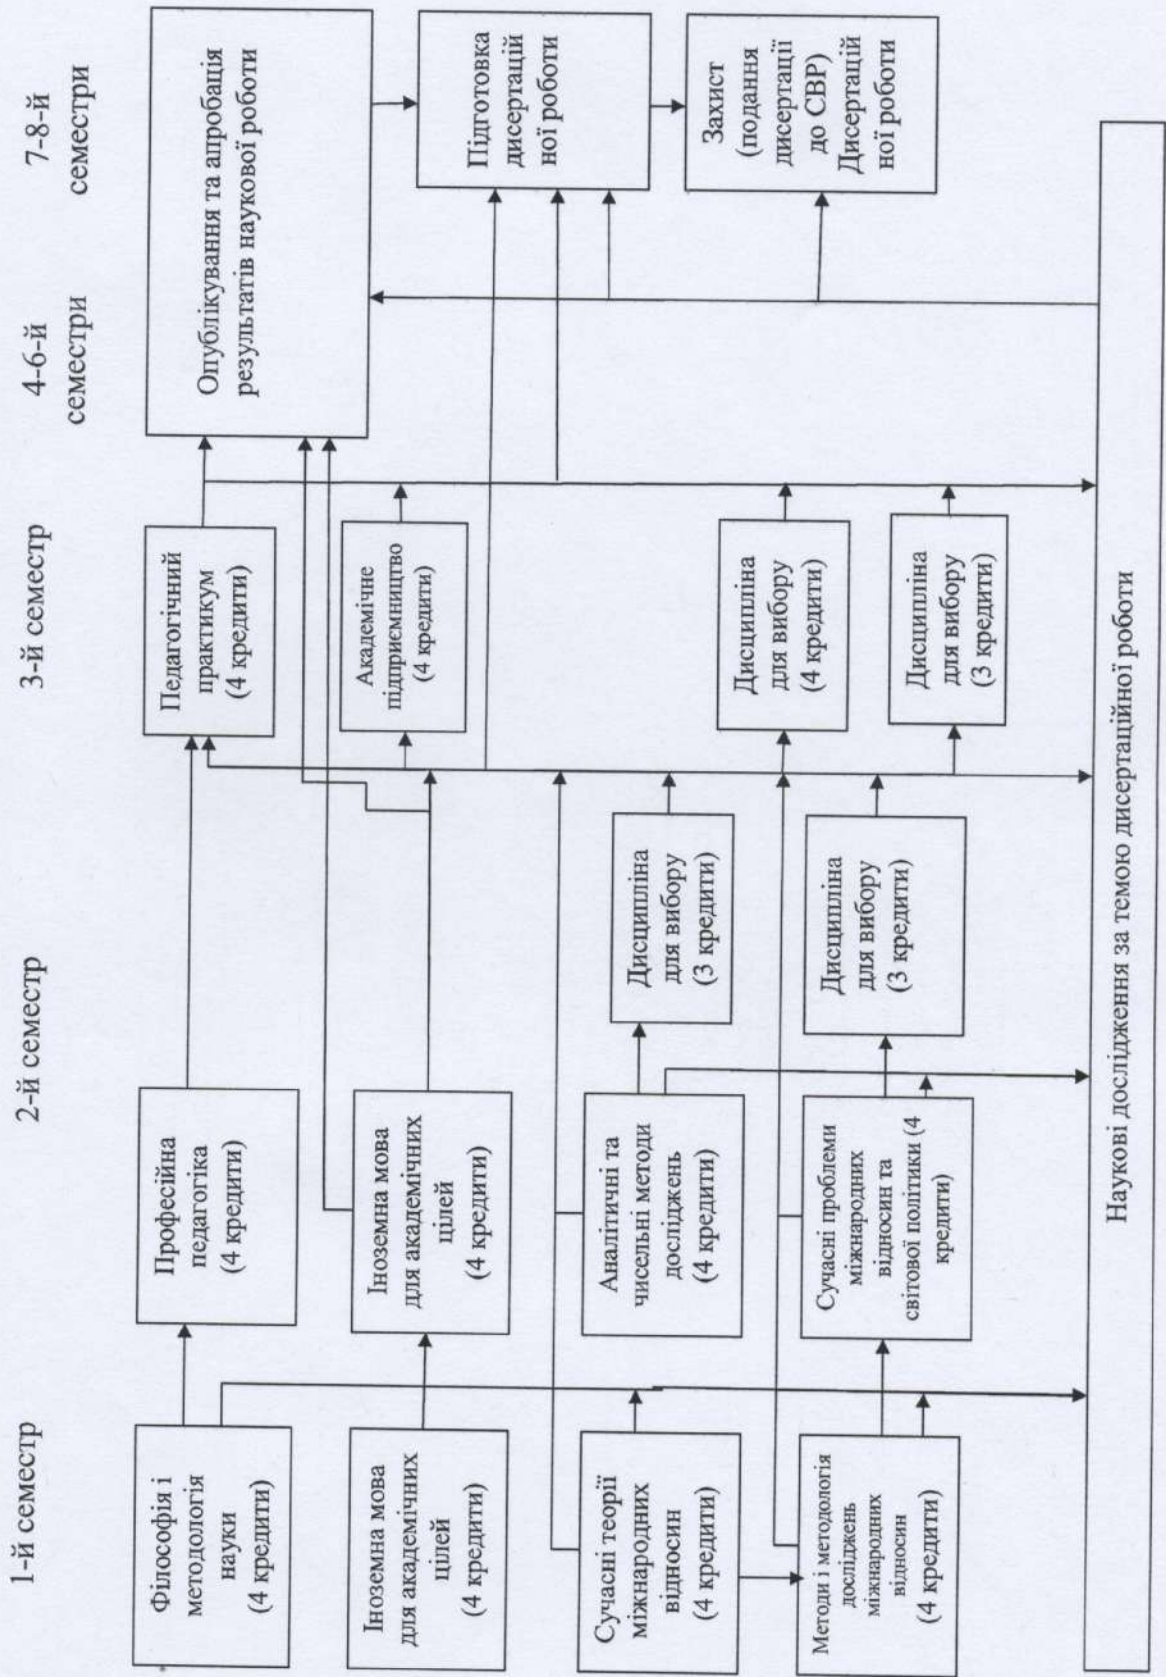 1-й семестр
2-й семестр
3-й семестр
4-6-й
семестри
7-8-й
семестри
Філософія і
методологія
науки
(4 кредити)
Іноземна мова
для академічних
цілей
(4 кредити)
Сучасні теорії
міжнародних
відносин
(4 кредити)
Методи і методологія
досліджень
міжнародних
відносин
(4 кредити)
Професійна
педагогіка
(4 кредити)
Іноземна мова
для академічних
цілей
(4 кредити)
Аналітичні та
чисельні методи
досліджень
(4 кредити)
Сучасні проблеми
міжнародних
відносин та
світової політики (4
кредити)
Дисципліна
для вибору
(3 кредити)
Дисципліна
для вибору
(3 кредити)
Педагогічний
практикум
(4 кредити)
Академічне
підприємництво
(4 кредити)
Дисципліна
для вибору
(4 кредити)
Дисципліна
для вибору
(3 кредити)
Опублікування та апробація
результатів наукової роботи
Підготовка
дисертацій
ної роботи
Захист
(подання
дисертації
до СВР)
Дисертацій
ної роботи
Наукові дослідження за темою дисертаційної роботи